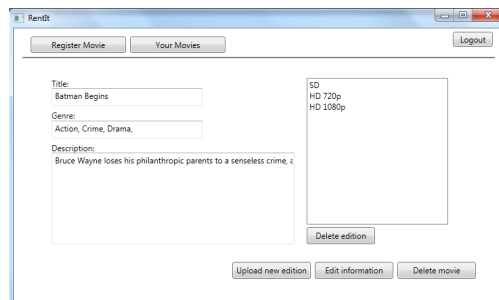 RentIt
Register Movie
Your Movies
Logout
Title:
Batman Begins
Genre:
Action, Crime, Drama,
Description:
Bruce Wayne loses his philanthropic parents to a senseless crime, a
SD
HD 720p
HD 1080p
Delete edition
Upload new edition
Edit information
Delete movie